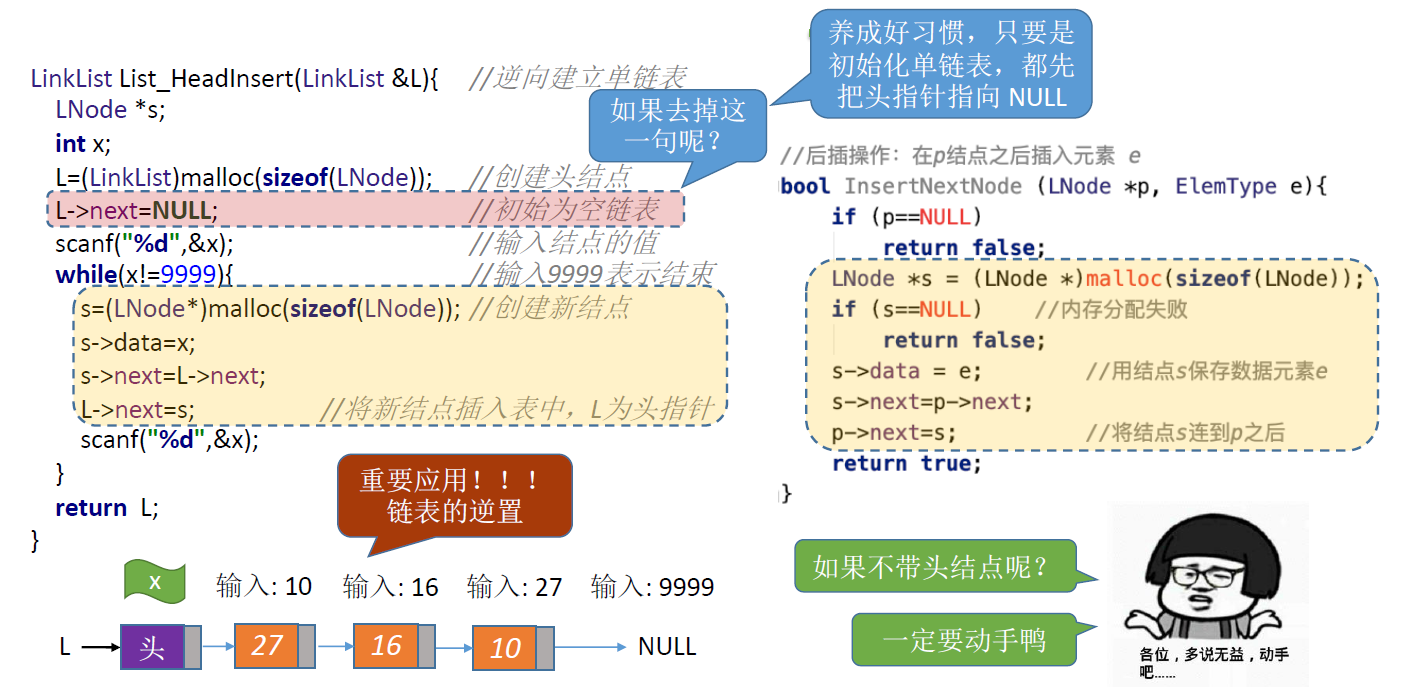 养成好习惯，只要是
初始化单链表，都先
把头指针指向 NULL
LinkList List_HeadInsert(LinkList &L){ //逆向建立单链表
LNode *s;
int x;
L=(LinkList)malloc(sizeof(LNode)); //创建头结点
L->next=NULL; //初始为空链表
scanf("%d",&x); //输入结点的值
while(x!=9999){ //输入9999表示结束
s=(LNode*)malloc(sizeof(LNode)); //创建新结点
s->data=x;
s->next=L->next;
L->next=s; //将新结点插入表中，L为头指针
scanf("%d",&x);
}
return L;
}
如果去掉这
一句呢？
//后插操作：在p结点之后插入元素 e
bool InsertNextNode (LNode *p, ElemType e){
if (p==NULL)
return false;
LNode *s = (LNode *)malloc(sizeof(LNode));
if (s==NULL) //内存分配失败
return false;
s->data = e; //用结点s保存数据元素e
s->next=p->next;
p->next=s; //将结点s连到p之后
return true;
}
重要应用！！！
链表的逆置
x 输入: 10 输入: 16 输入: 27 输入: 9999
L 头 27 16 10 NULL
如果不带头结点呢？
一定要动手鸭
各位，多说无益，动手
吧......